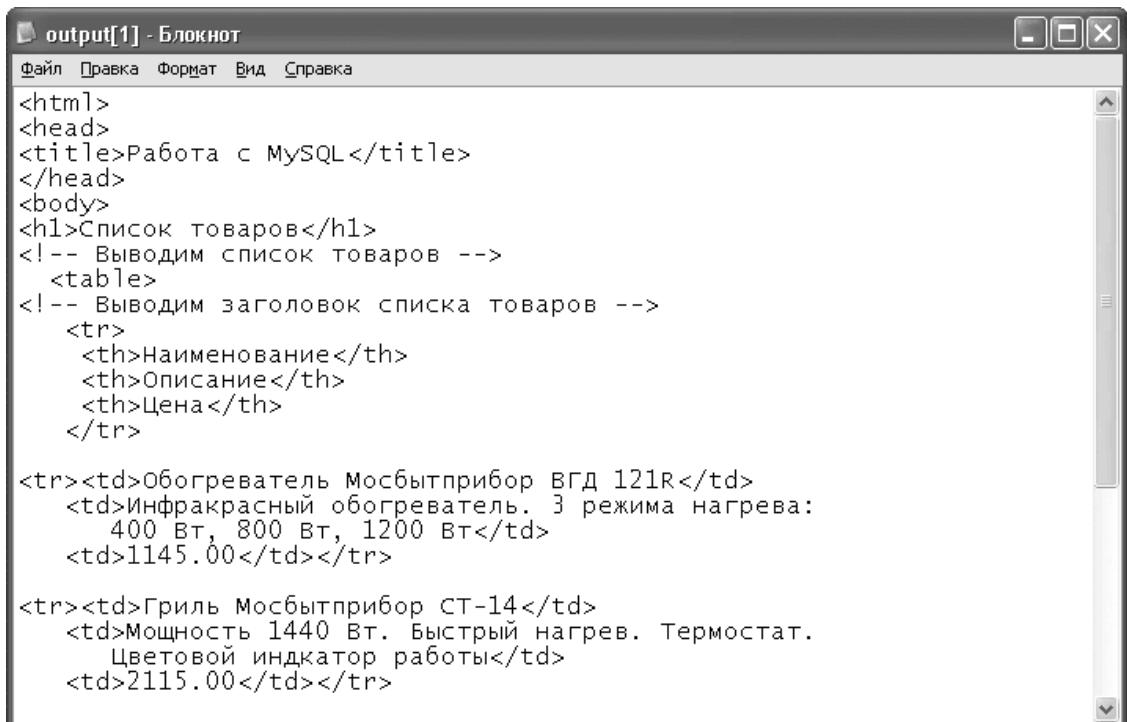 output[1] - Блокнот
Файл Правка Формат Вид Справка
<html>
<head>
<title>Работа с MySQL</title>
</head>
<body>
<h1>Список товаров</h1>
<!-- Выводим список товаров -->
<table>
<!-- Выводим заголовок списка товаров -->
<tr>
<th>Наименование</th>
<th>Описание</th>
<th>Цена</th>
</tr>
<tr><td>Обогреватель Мосбытприбор ВГД 121R</td>
<td>Инфракрасный обогреватель. 3 режима нагрева:
400 Вт, 800 Вт, 1200 Вт</td>
<td>1145.00</td></tr>
<tr><td>Гриль Мосбытприбор СТ-14</td>
<td>Мощность 1440 Вт. Быстрый нагрев. Термостат.
Цветовой индкатор работы</td>
<td>2115.00</td></tr>